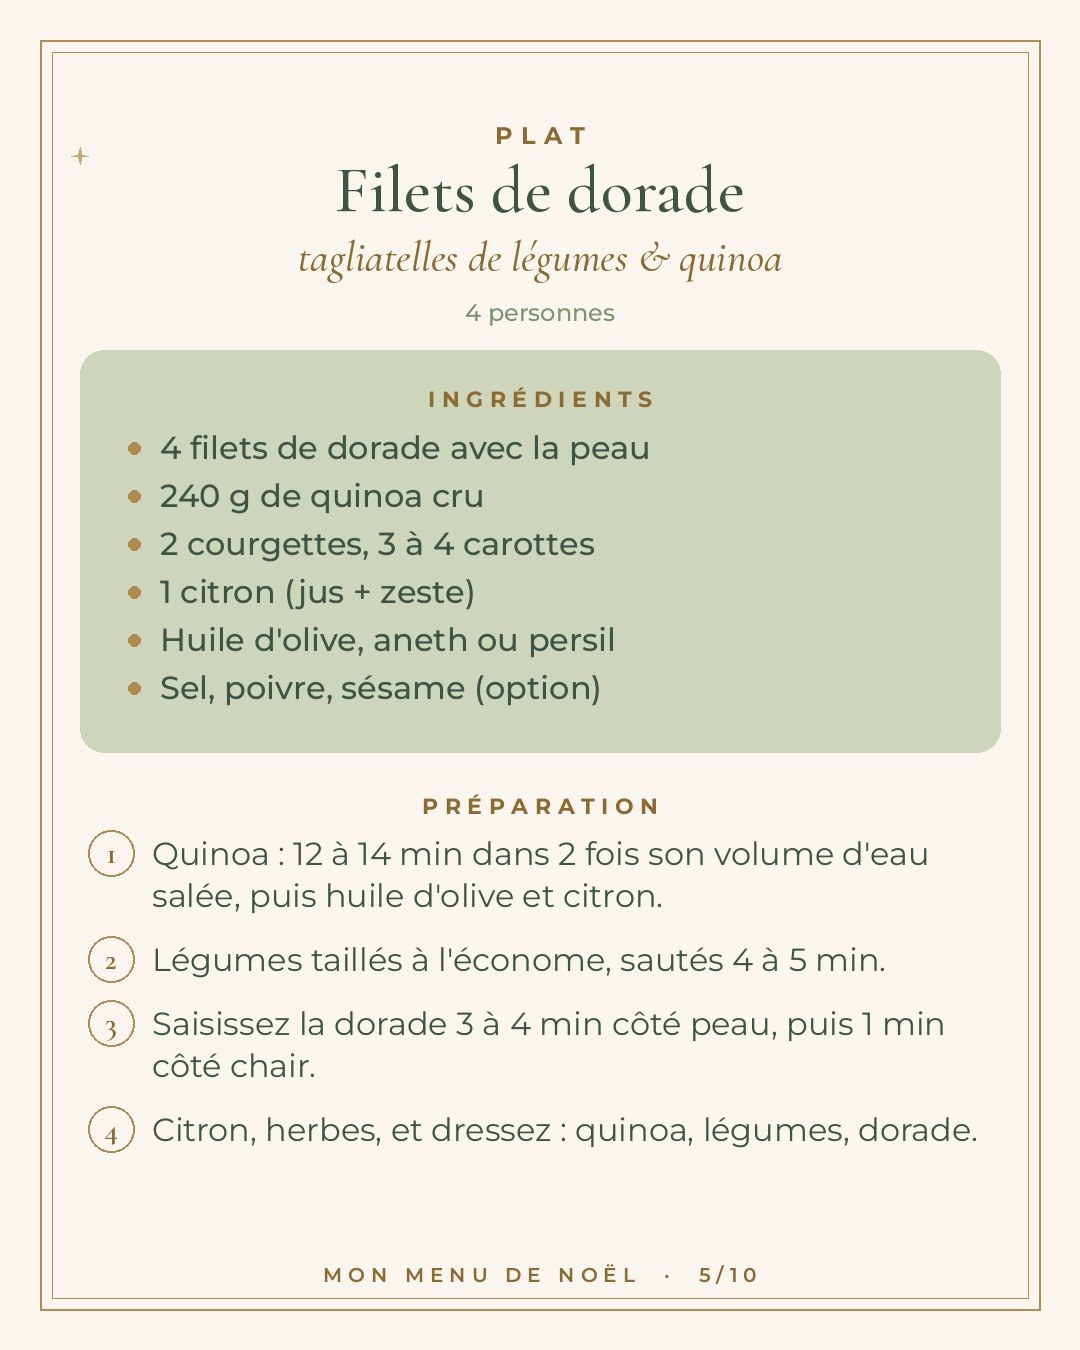 PLAT
Filets de dorade
tagliatelles de légumes & quinoa
4 personnes
INGRÉDIENTS
4 filets de dorade avec la peau
240 g de quinoa cru
2 courgettes, 3 à 4 carottes
1 citron (jus + zeste)
Huile d'olive, aneth ou persil
Sel, poivre, sésame (option)
PRÉPARATION
1 Quinoa : 12 à 14 min dans 2 fois son volume d'eau
salée, puis huile d'olive et citron.
2 Légumes taillés à l'économe, sautés 4 à 5 min.
3 Saisissez la dorade 3 à 4 min côté peau, puis 1 min
côté chair.
4 Citron, herbes, et dressez : quinoa, légumes, dorade.
MON MENU DE NOËL · 5/10